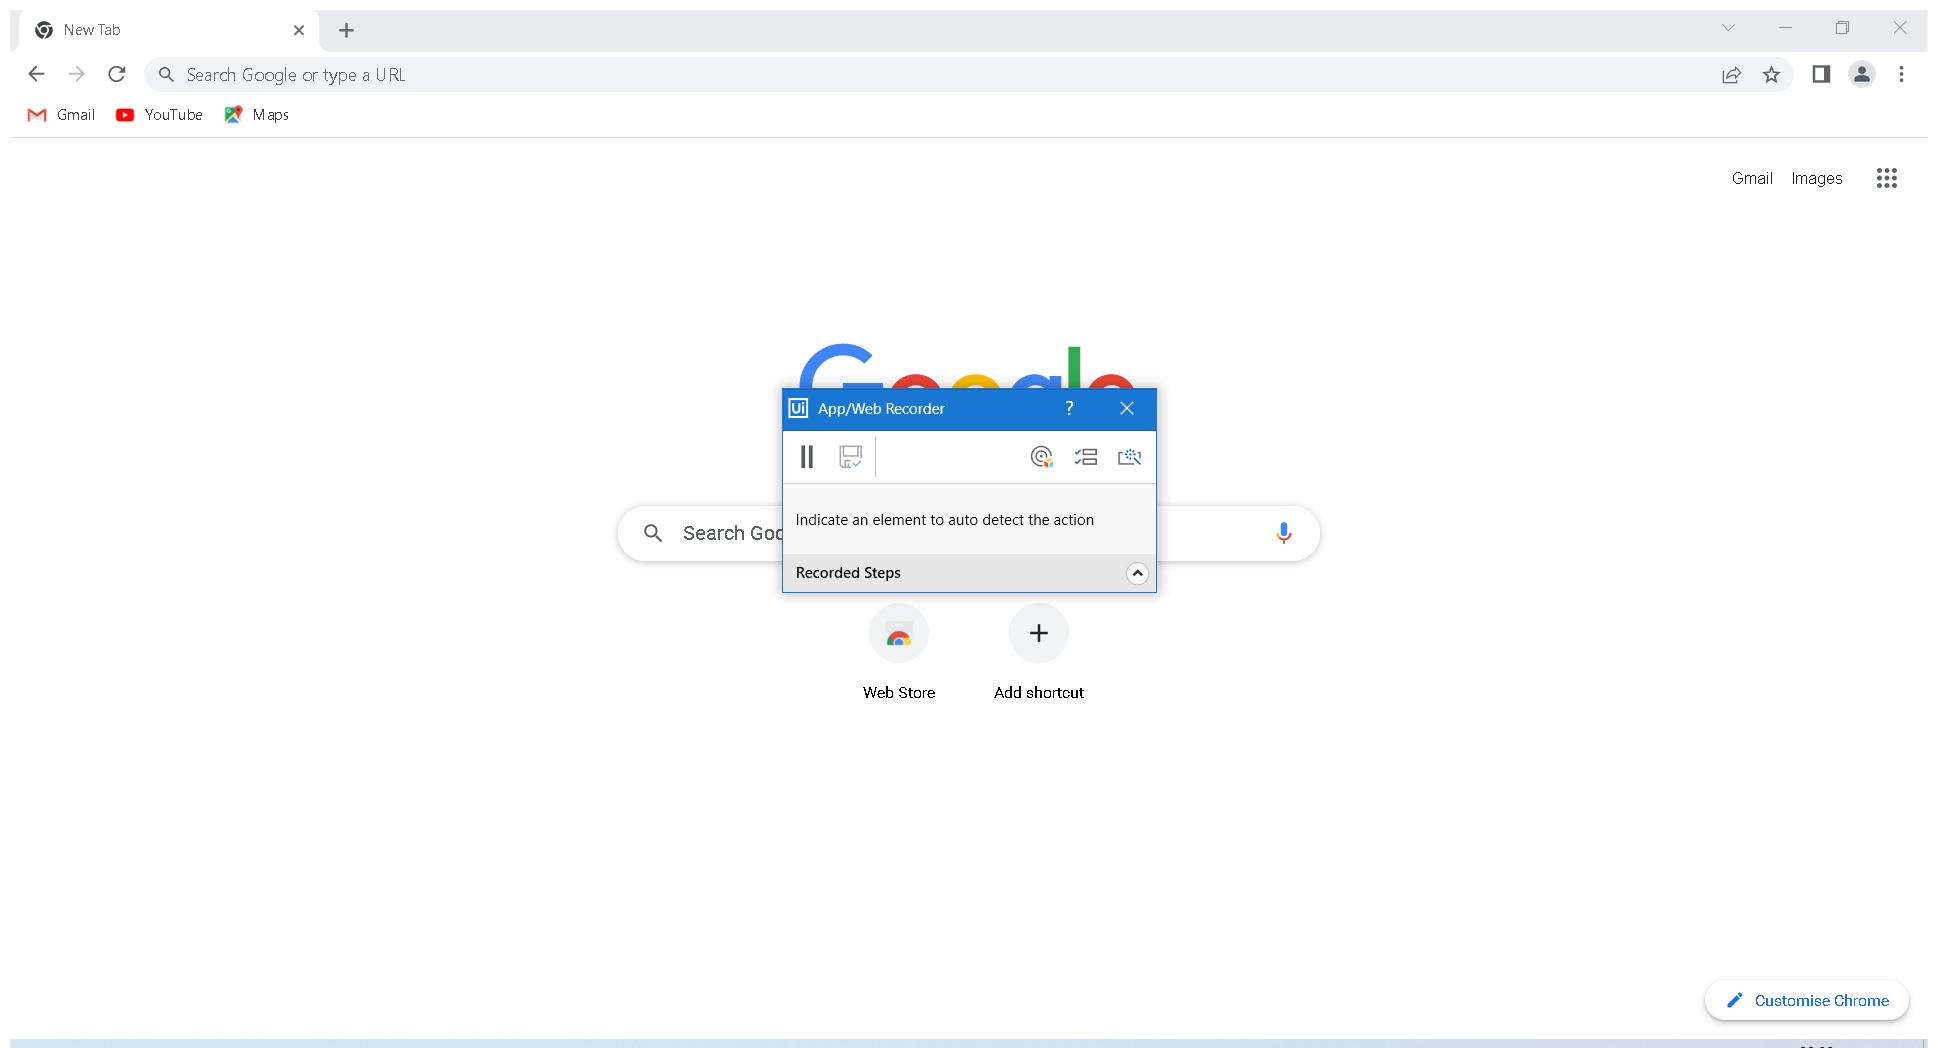 New Tab
Search Google or type a URL
Gmail YouTube Maps
Gmail Images
Ui App/Web Recorder ?
Indicate an element to auto detect the action
Search Goo
Recorded Steps
Web Store Add shortcut
Customise Chrome